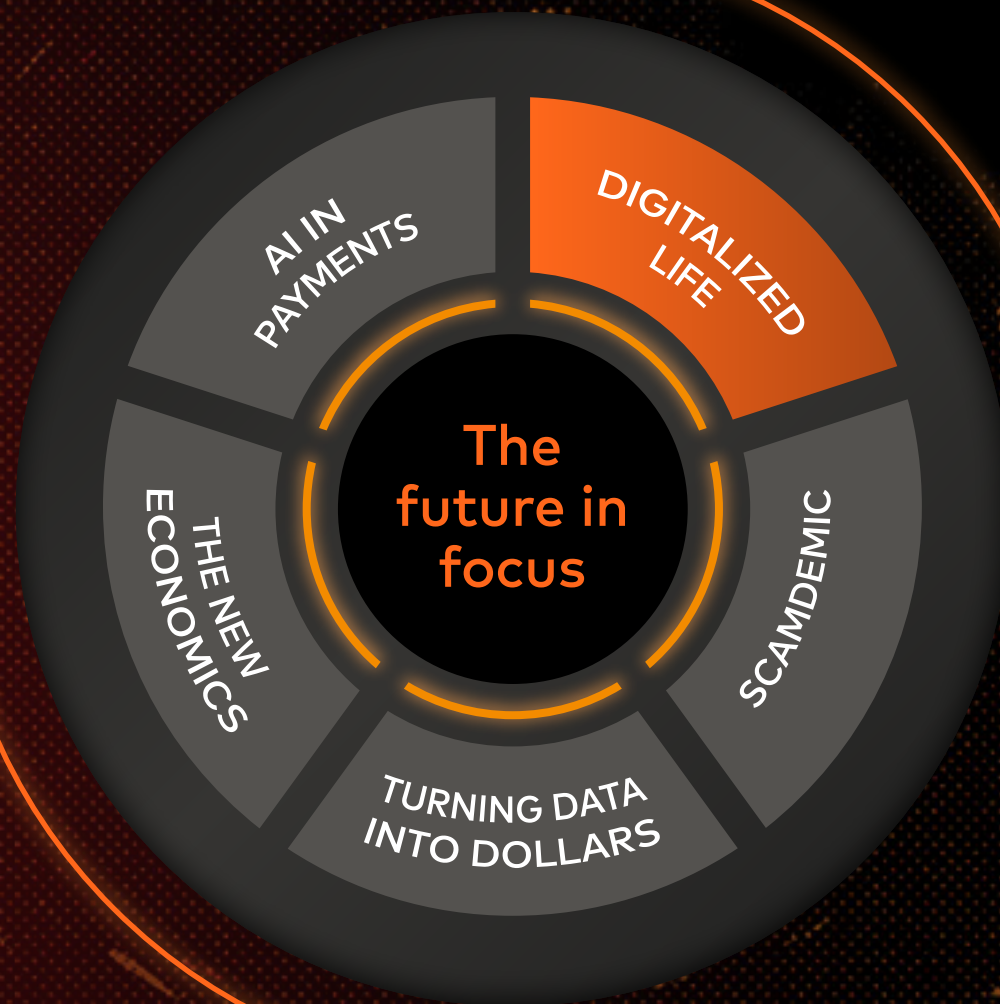 AI IN
PAYMENTS
DIGITALIZED
LIFE
The
future in
focus
THE NEW
ECONOMICS
SCAMDEMIC
TURNING DATA
INTO DOLLARS